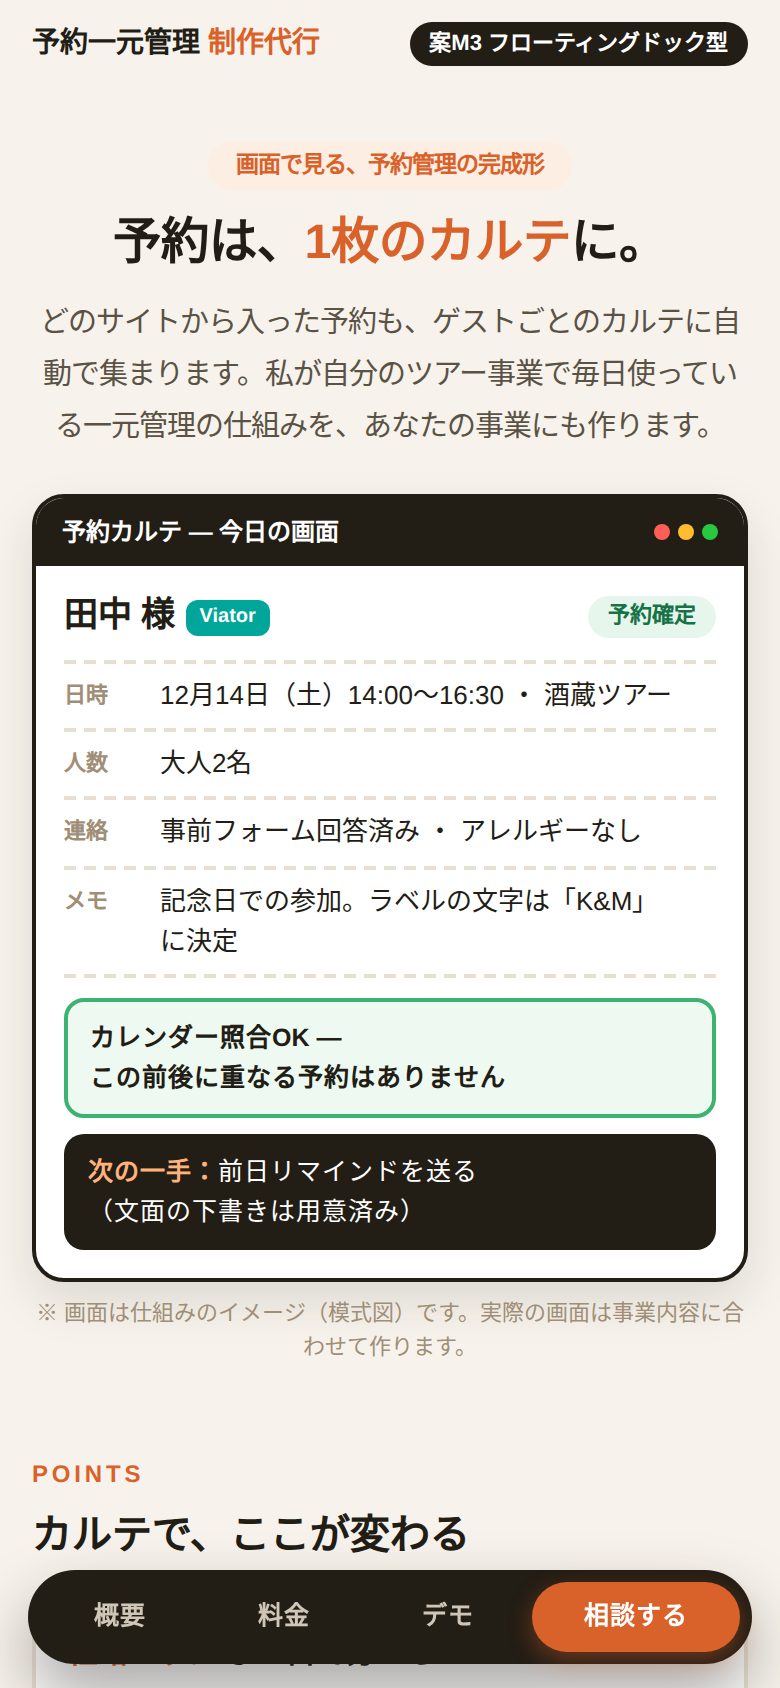 予約一元管理 制作代行
案M3 フローティングドック型
画面で見る、予約管理の完成形
予約は、1枚のカルテに。
どのサイトから入った予約も、ゲストごとのカルテに自
動で集まります。私が自分のツアー事業で毎日使ってい
る一元管理の仕組みを、あなたの事業にも作ります。
予約カルテ — 今日の画面
田中 様 Viator 予約確定
日時 12月14日（土）14:00〜16:30 ・ 酒蔵ツアー
人数 大人2名
連絡 事前フォーム回答済み ・ アレルギーなし
メモ 記念日での参加。ラベルの文字は「K&M」
に決定
カレンダー照合OK —
この前後に重なる予約はありません
次の一手：前日リマインドを送る
（文面の下書きは用意済み）
※ 画面は仕組みのイメージ（模式図）です。実際の画面は事業内容に合
わせて作ります。
POINTS
カルテで、ここが変わる
概要 料金 デモ 相談する